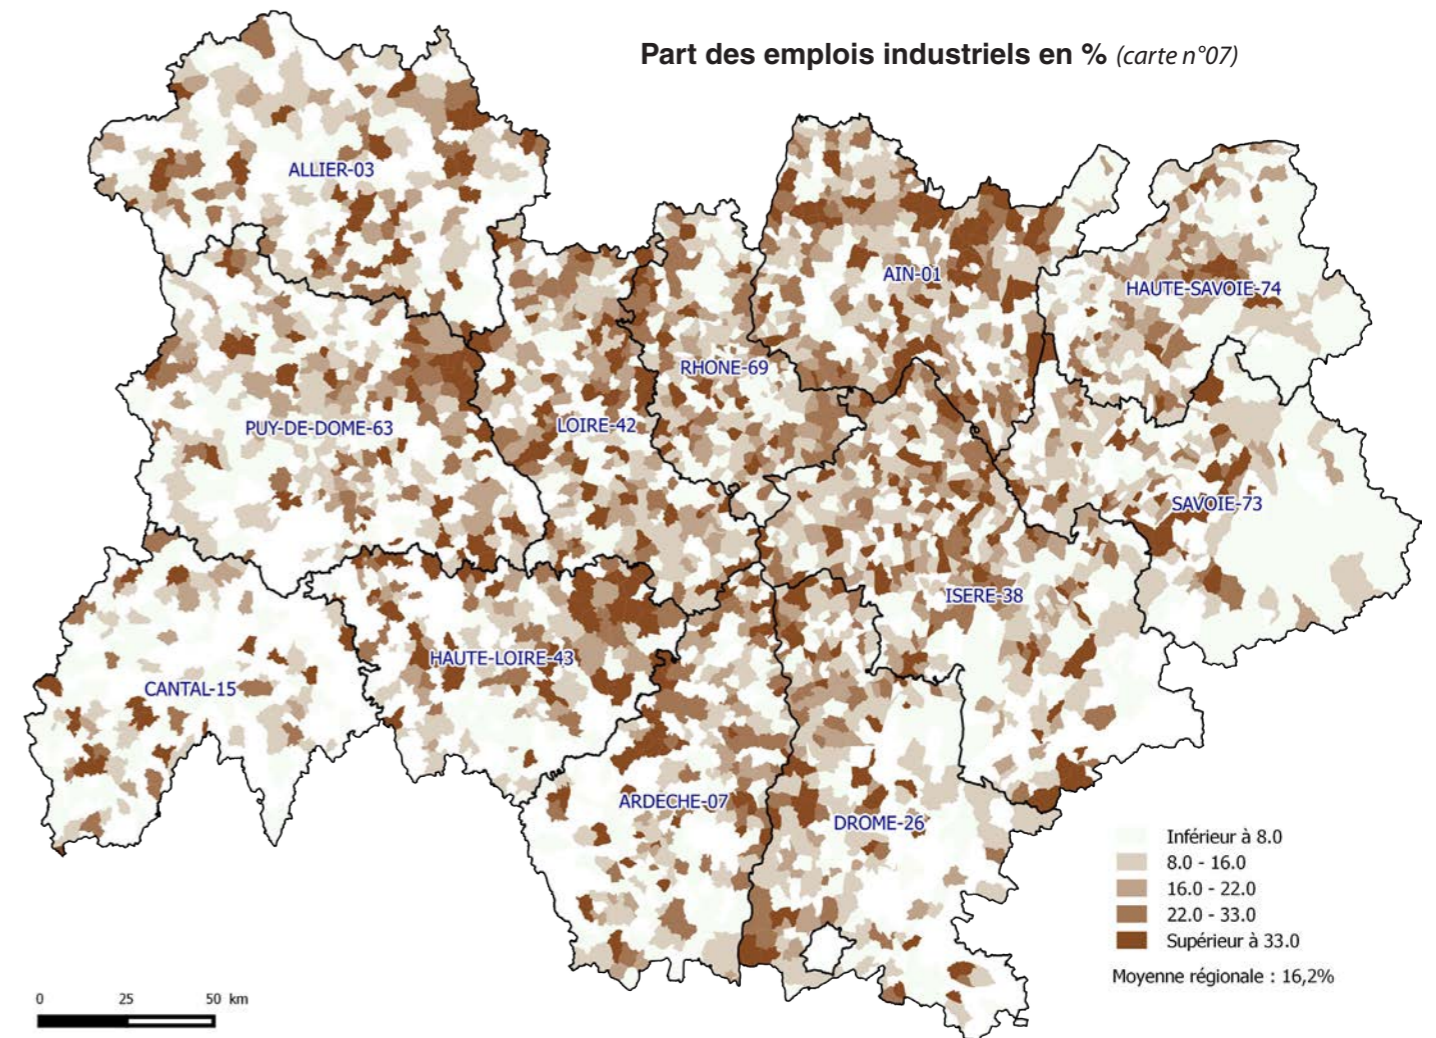 Part des emplois industriels en % (carte n°07)
ALLIER-03
AIN-01
HAUTE-SAVOIE-74
RHONE-69
PUY-DE-DOME-63
LOIRE-42
SAVOIE-73
ISERE-38
HAUTE-LOIRE-43
CANTAL-15
ARDECHE-07
DROME-26
Inférieur à 8.0
8.0 - 16.0
16.0 - 22.0
22.0 - 33.0
Supérieur à 33.0
Moyenne régionale : 16,2%
0 25 50 km